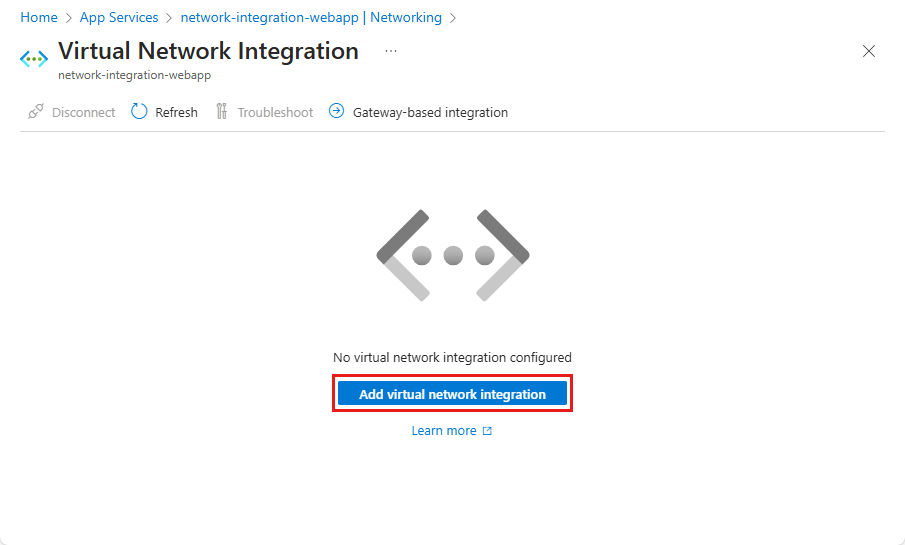 Home > App Services > network-integration-webapp | Networking >
Virtual Network Integration ...
network-integration-webapp
Disconnect Refresh Troubleshoot Gateway-based integration
No virtual network integration configured
Add virtual network integration
Learn more